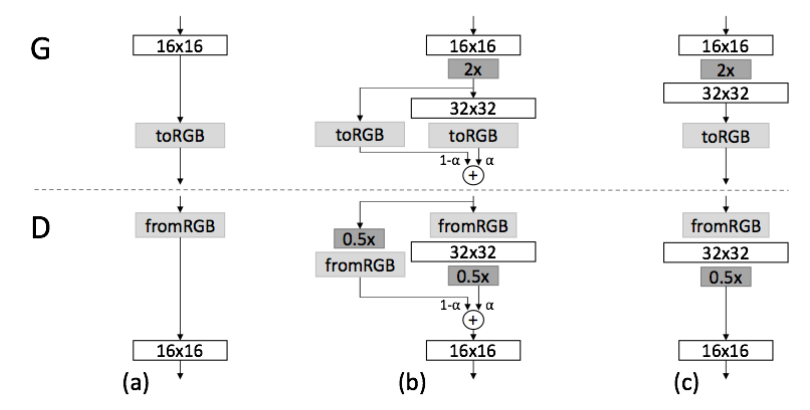 G
16x16
toRGB
16x16
2x
32x32
toRGB
toRGB
1-α
α
+
16x16
2x
32x32
toRGB
D
fromRGB
16x16
(a)
fromRGB
0.5x
32x32
fromRGB
0.5x
1-α
α
+
16x16
(b)
fromRGB
32x32
0.5x
16x16
(c)